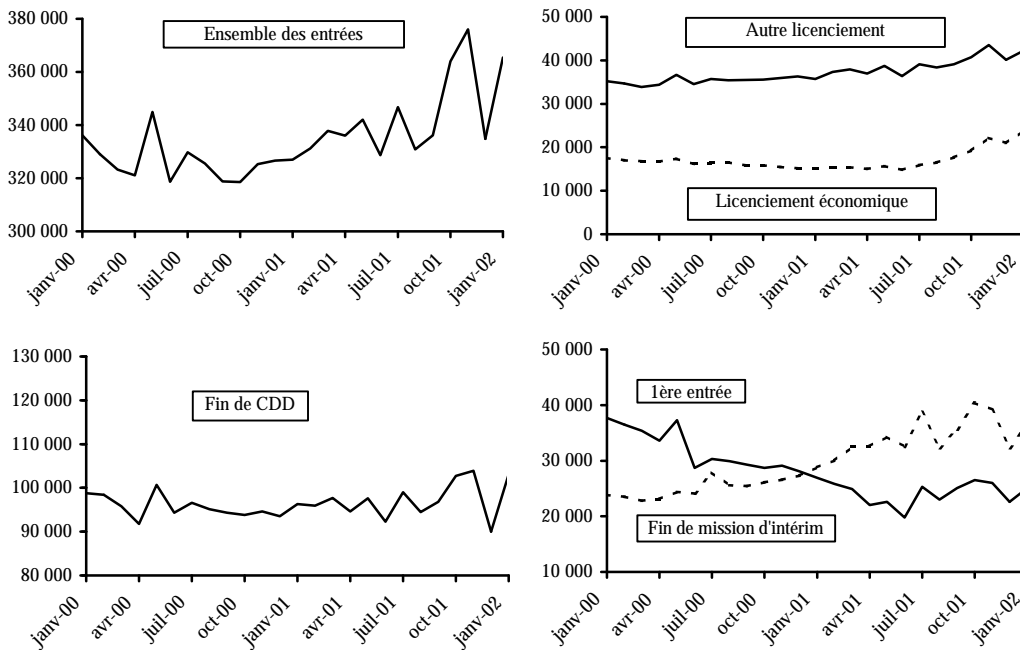 380 000
360 000
340 000
320 000
300 000
Ensemble des entrées
janv-00
avr-00
juil-00
oct-00
janv-01
avr-01
juil-01
oct-01
janv-02
50 000
40 000
30 000
20 000
10 000
0
Autre licenciement
Licenciement économique
janv-00
avr-00
juil-00
oct-00
janv-01
avr-01
juil-01
oct-01
janv-02
130 000
120 000
110 000
100 000
90 000
80 000
Fin de CDD
janv-00
avr-00
juil-00
oct-00
janv-01
avr-01
juil-01
oct-01
janv-02
50 000
40 000
30 000
20 000
10 000
1ère entrée
Fin de mission d'intérim
janv-00
avr-00
juil-00
oct-00
janv-01
avr-01
juil-01
oct-01
janv-02